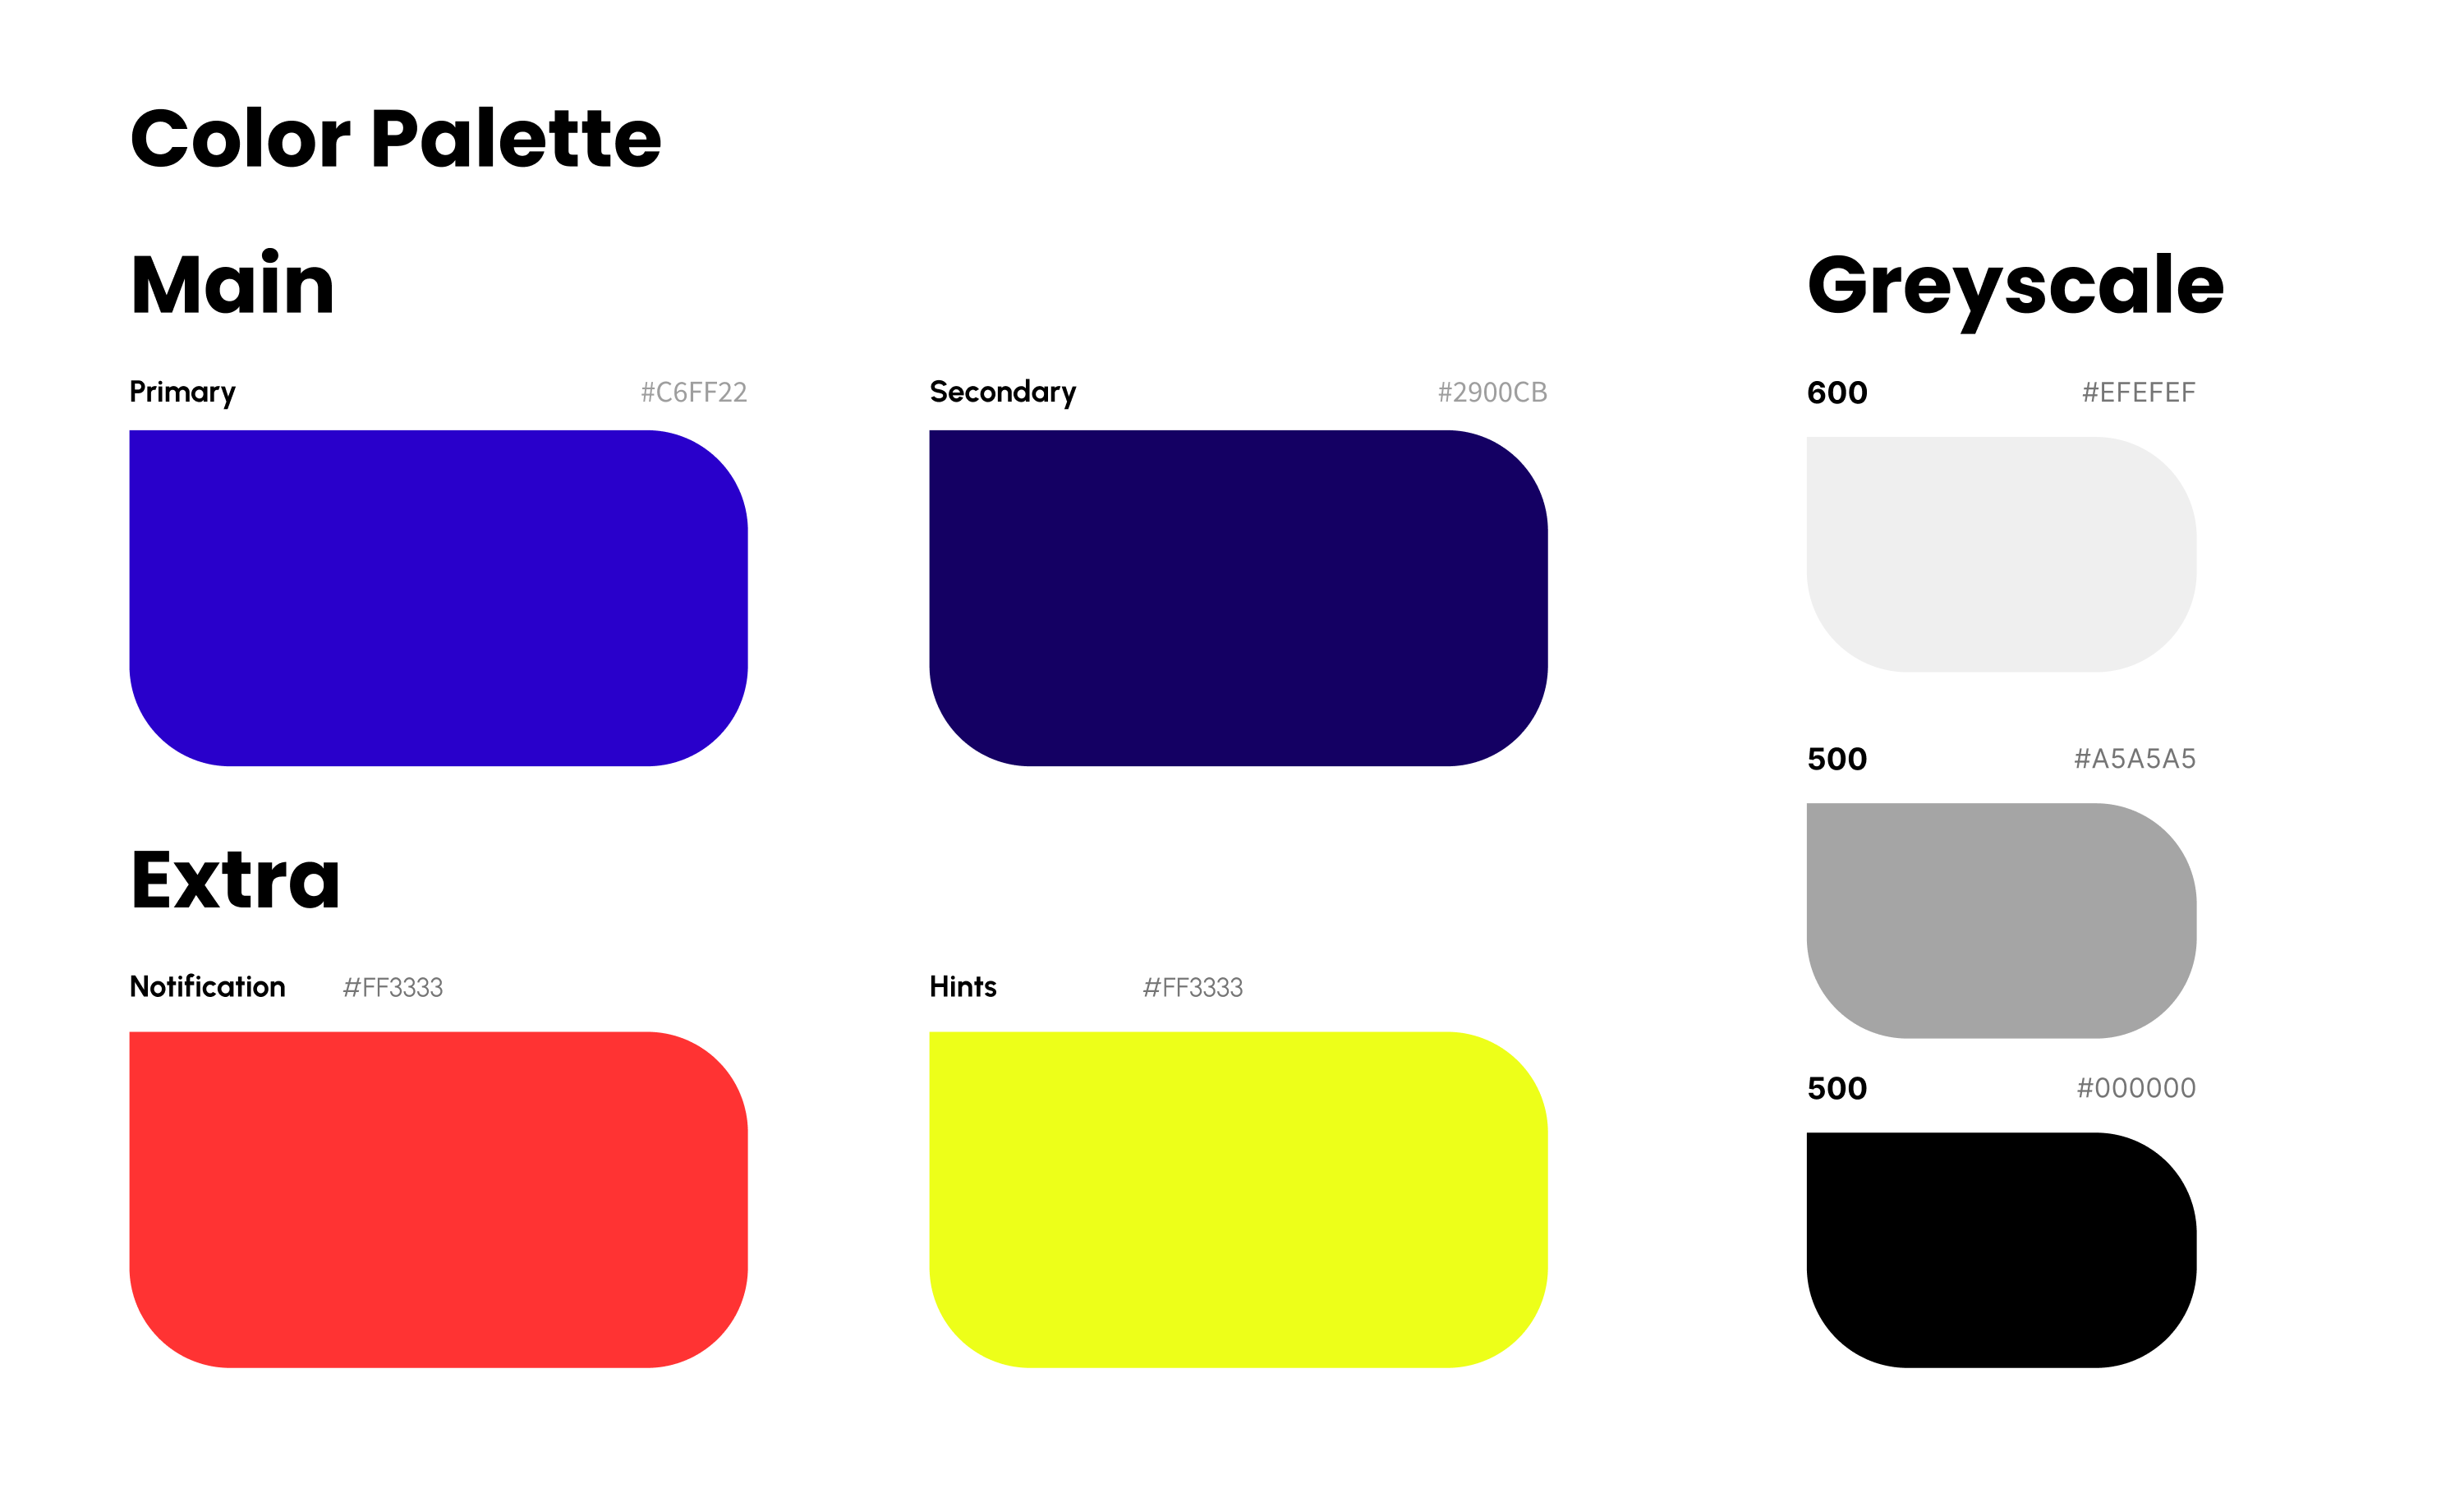 Color Palette
Main
Primary #C6FF22
Secondary #2900CB
Extra
Notification #FF3333
Hints #FF3333
Greyscale
600 #EFEFEF
500 #A5A5A5
500 #000000